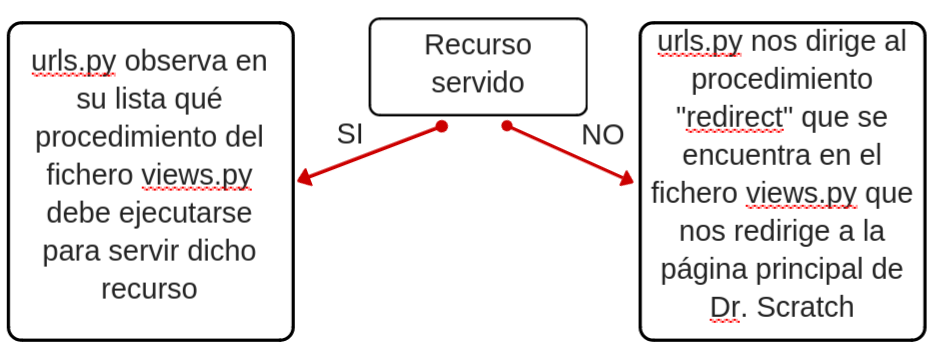 urls.py observa en
su lista qué
procedimiento del
fichero views.py
debe ejecutarse
para servir dicho
recurso
Recurso
servido
SI
NO
urls.py nos dirige al
procedimiento
"redirect" que se
encuentra en el
fichero views.py que
nos redirige a la
página principal de
Dr. Scratch